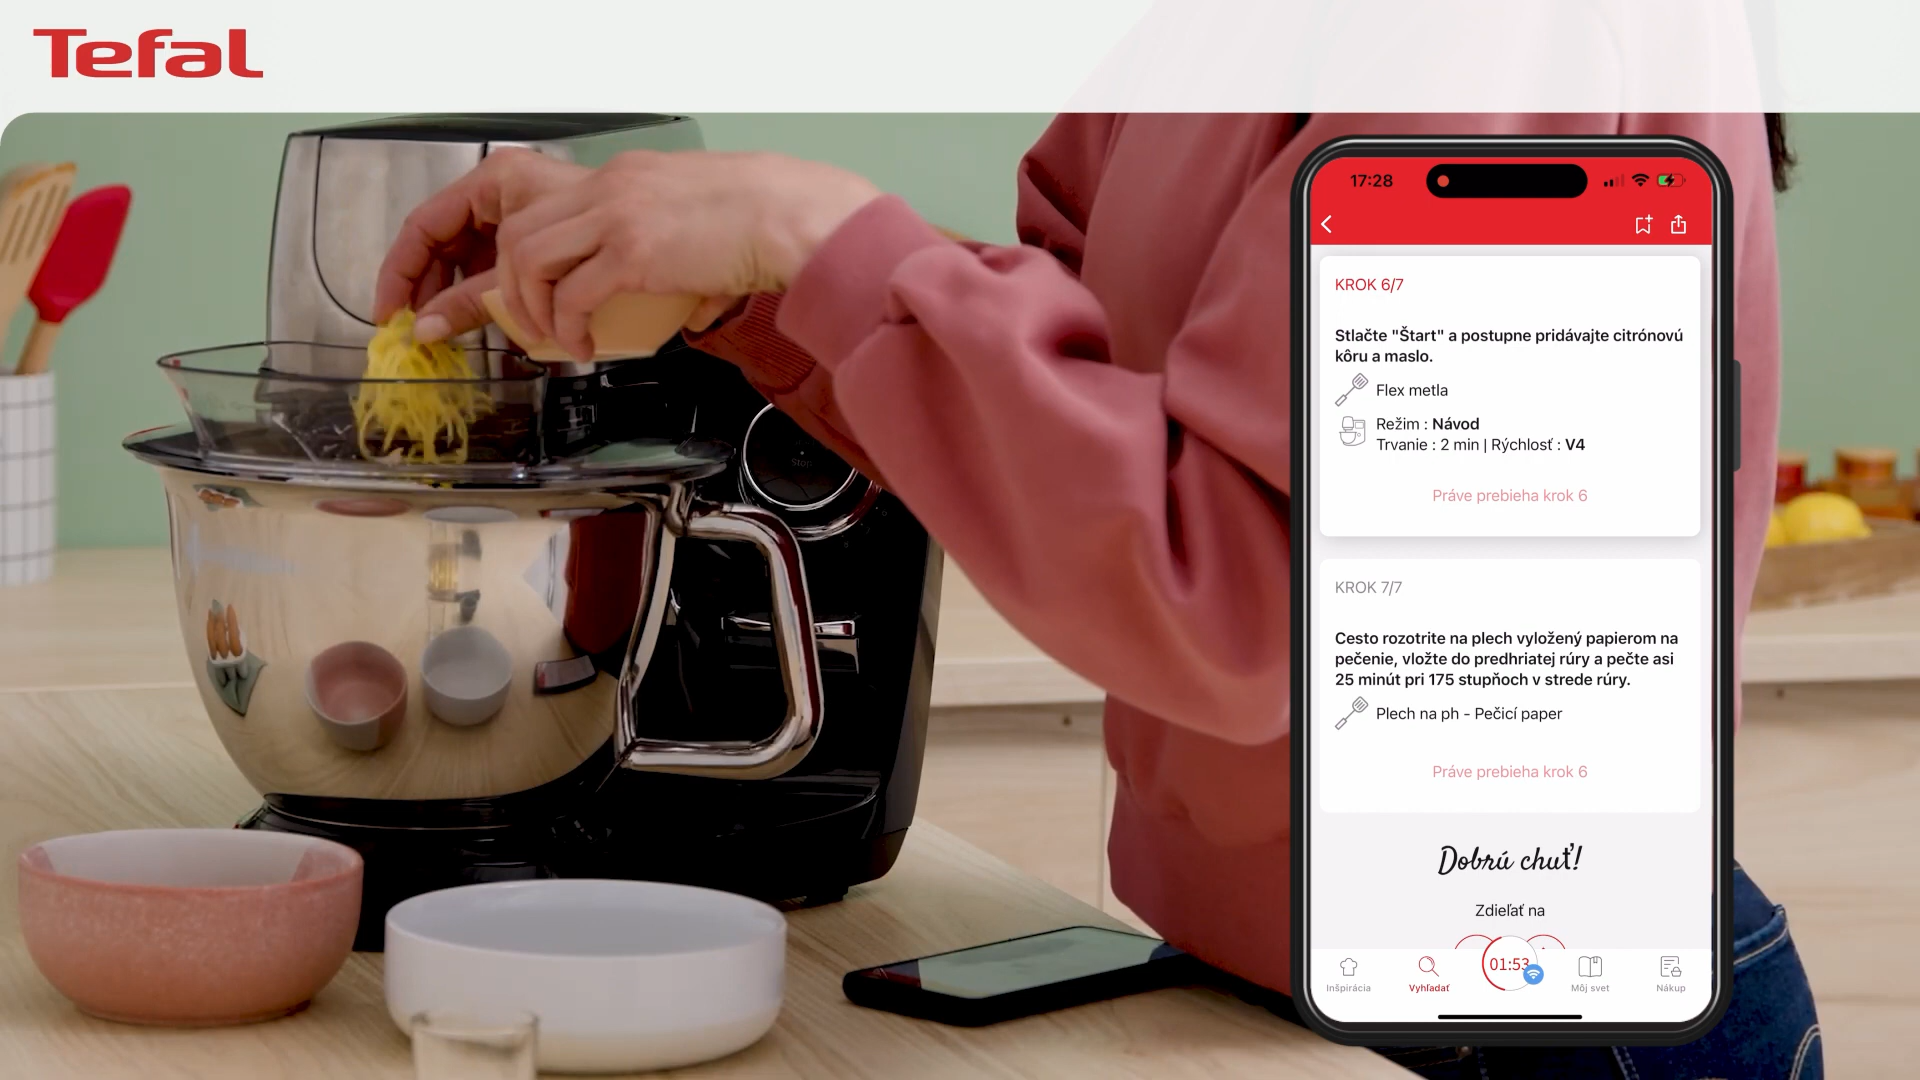 Tefal
17:28
KROK 6/7
Stlačte "Štart" a postupne pridávajte citrónovú
kôru a maslo.
Flex metla
Režim : Návod
Trvanie : 2 min | Rýchlosť : V4
Práve prebieha krok 6
KROK 7/7
Cesto rozotrite na plech vyložený papierom na
pečenie, vložte do predhriatej rúry a pečte asi
25 minút pri 175 stupňoch v strede rúry.
Plech na ph - Pečicí paper
Práve prebieha krok 6
Dobrú chuť!
Zdieľať na
01:53
Inšpirácia
Vyhľadať
Môj svet
Nákup
Stop